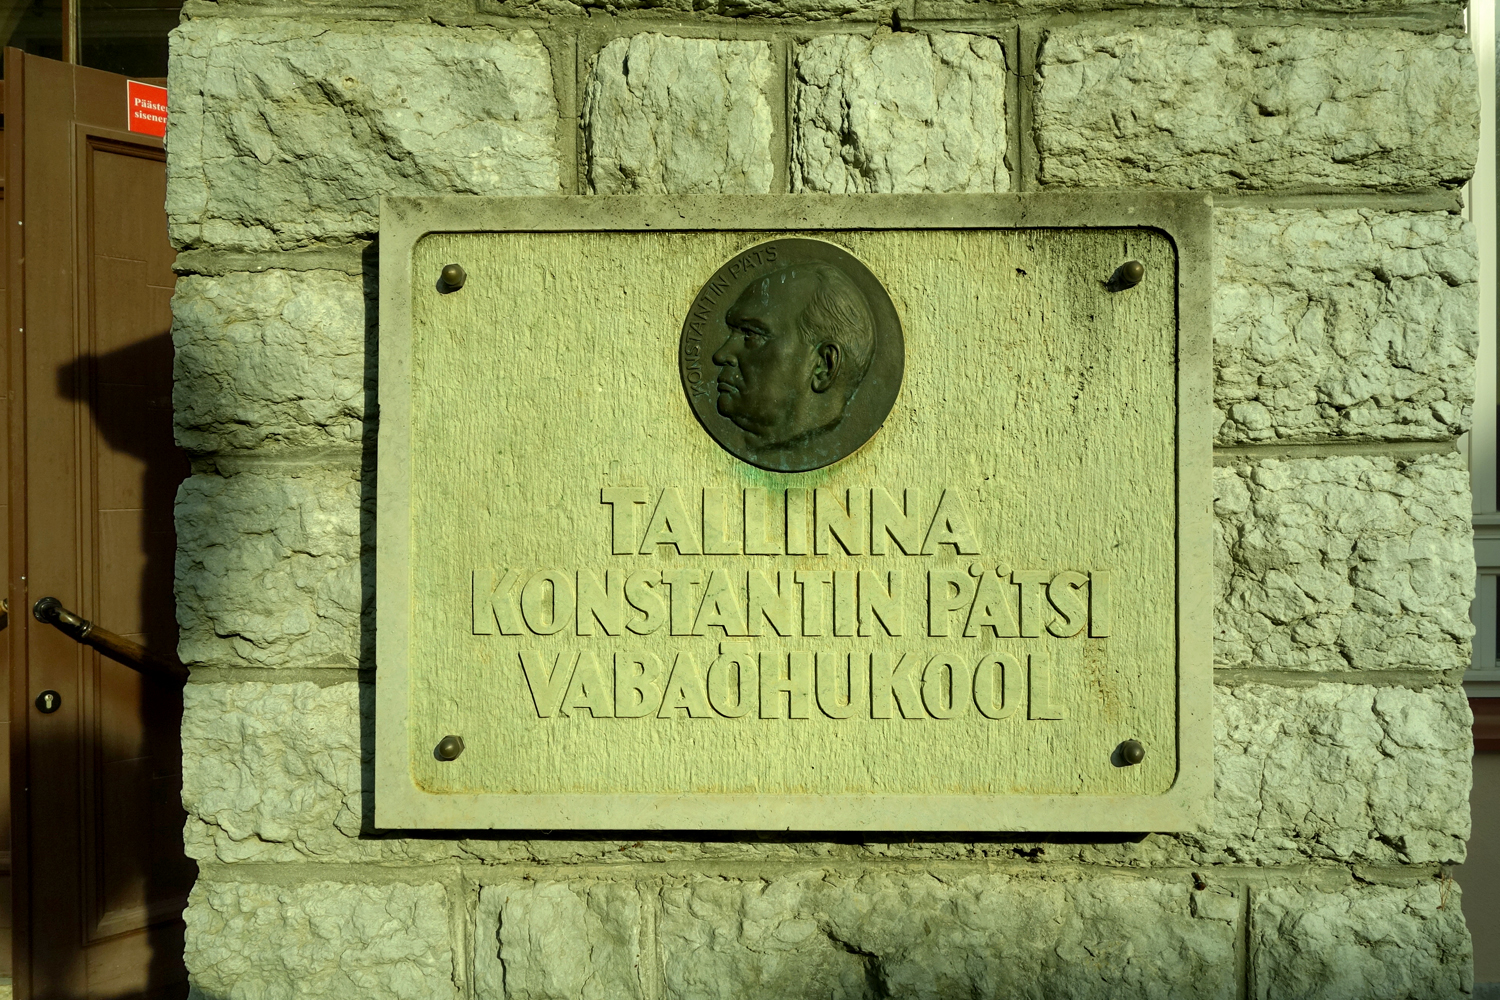 KONSTANTIN PÄTS
TALLINNA
KONSTANTIN PÄTSI
VABAÕHUKOOL